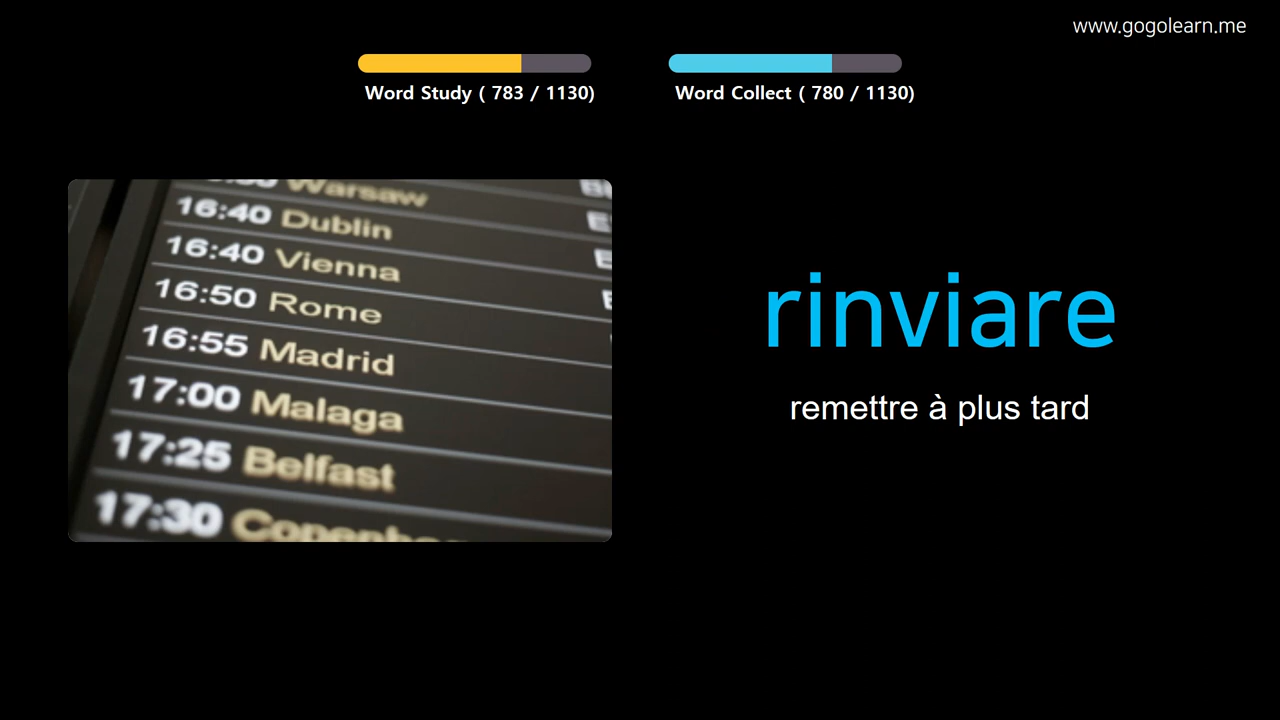 www.gogolearn.me
Word Study ( 783 / 1130)
Word Collect ( 780 / 1130)
Warsaw
16:40 Dublin
16:40 Vienna
16:50 Rome
16:55 Madrid
17:00 Malaga
17:25 Belfast
17:30
rinviare
remettre à plus tard